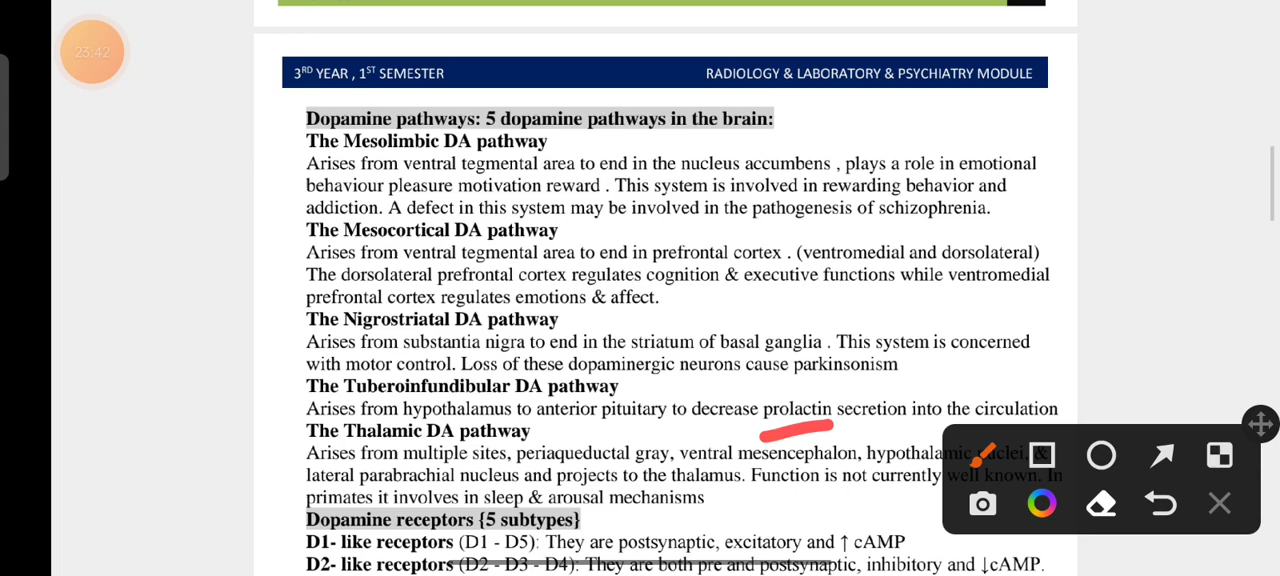 23:42
3RD YEAR , 1ST SEMESTER RADIOLOGY & LABORATORY & PSYCHIATRY MODULE
Dopamine pathways: 5 dopamine pathways in the brain:
The Mesolimbic DA pathway
Arises from ventral tegmental area to end in the nucleus accumbens , plays a role in emotional
behaviour pleasure motivation reward . This system is involved in rewarding behavior and
addiction. A defect in this system may be involved in the pathogenesis of schizophrenia.
The Mesocortical DA pathway
Arises from ventral tegmental area to end in prefrontal cortex . (ventromedial and dorsolateral)
The dorsolateral prefrontal cortex regulates cognition & executive functions while ventromedial
prefrontal cortex regulates emotions & affect.
The Nigrostriatal DA pathway
Arises from substantia nigra to end in the striatum of basal ganglia . This system is concerned
with motor control. Loss of these dopaminergic neurons cause parkinsonism
The Tuberoinfundibular DA pathway
Arises from hypothalamus to anterior pituitary to decrease prolactin secretion into the circulation
The Thalamic DA pathway
Arises from multiple sites, periaqueductal gray, ventral mesencephalon, hypothalamic nuclei, &
lateral parabrachial nucleus and projects to the thalamus. Function is not currently well known. In
primates it involves in sleep & arousal mechanisms
Dopamine receptors {5 subtypes}
D1- like receptors (D1 - D5): They are postsynaptic, excitatory and ↑ cAMP
D2- like receptors (D2 - D3 - D4): They are both pre and postsynaptic, inhibitory and ↓cAMP.